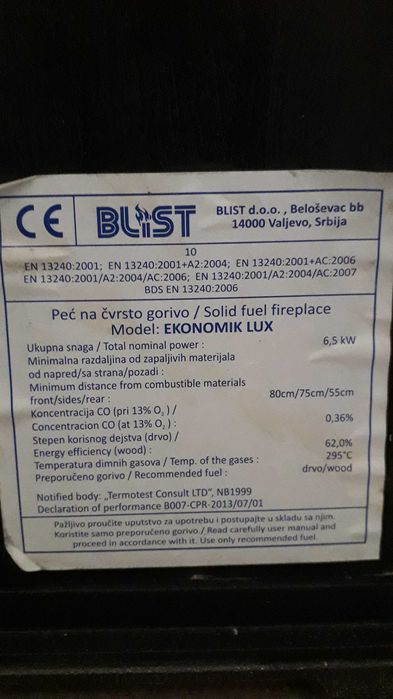 CE BLIST BLIST d.o.o. , Beloševac bb
14000 Valjevo, Srbija
10
EN 13240:2001; EN 13240:2001+A2:2004; EN 13240:2001+AC:2006
EN 13240:2001/A2:2004/AC:2006; EN 13240:2001/A2:2004/AC:2007
BDS EN 13240:2006
Peć na čvrsto gorivo / Solid fuel fireplace
Model: EKONOMIK LUX
Ukupna snaga / Total nominal power : 6,5 kW
Minimalna razdaljina od zapaljivih materijala
od napred/sa strana/pozadi :
Minimum distance from combustible materials
front/sides/rear : 80cm/75cm/55cm
Koncentracija CO (pri 13% O₂) /
Concentracion CO (at 13% O₂) : 0,36%
Stepen korisnog dejstva (drvo) /
Energy efficiency (wood) : 62,0%
Temperatura dimnih gasova / Temp. of the gases : 295°C
Preporučeno gorivo / Recommended fuel : drvo/wood
Notified body: „Termotest Consult LTD“, NB1999
Declaration of performance B007-CPR-2013/07/01
Pažljivo proučite uputstvo za upotrebu i postupajte u skladu sa njim.
Koristite samo preporučeno gorivo./ Read carefully user manual and
proceed in accordance with it. Use only recommended fuel.